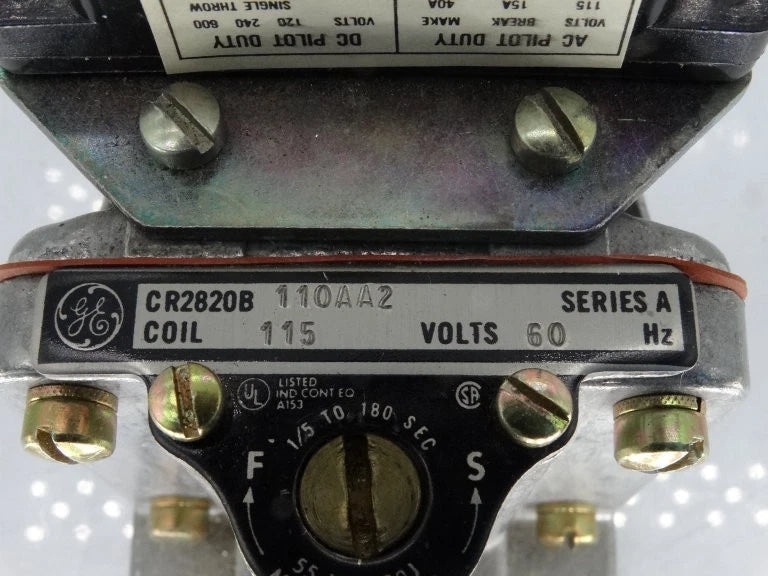 AC PILOT DUTY
DC PILOT DUTY
VOLTS BREAK MAKE
VOLTS 120 240 600
115 15A 40A
SINGLE THROW
GE
CR2820B 110AA2 SERIES A
COIL 115 VOLTS 60 Hz
UL LISTED
IND CONT EQ
A153
SA
1/5 TO 180 SEC
F S